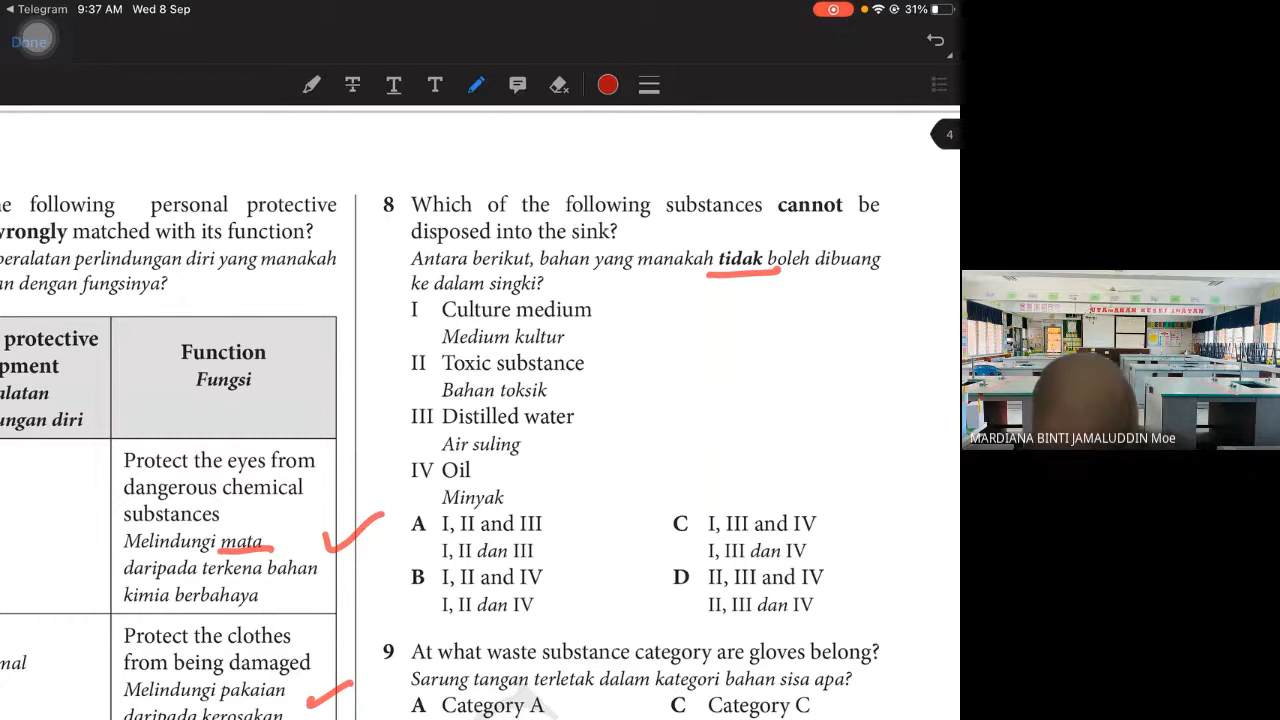 Telegram 9:37 AM Wed 8 Sep 31%
Done
4
following personal protective
wrongly matched with its function?
peralatan perlindungan diri yang manakah
dengan fungsinya?
protective
Function
Fungsi
diri
Protect the eyes from
dangerous chemical
substances
Melindungi mata
daripada terkena bahan
kimia berbahaya
Protect the clothes
from being damaged
Melindungi pakaian
daripada kerosakan
8 Which of the following substances cannot be
disposed into the sink?
Antara berikut, bahan yang manakah tidak boleh dibuang
ke dalam singki?
I Culture medium
Medium kultur
II Toxic substance
Bahan toksik
III Distilled water
Air suling
IV Oil
Minyak
A I, II and III
I, II dan III
B I, II and IV
I, II dan IV
C I, III and IV
I, III dan IV
D II, III and IV
II, III dan IV
9 At what waste substance category are gloves belong?
Sarung tangan terletak dalam kategori bahan sisa apa?
A Category A
C Category C
UTAMAKAN KESELAMATAN
MARDIANA BINTI JAMALUDDIN Moe